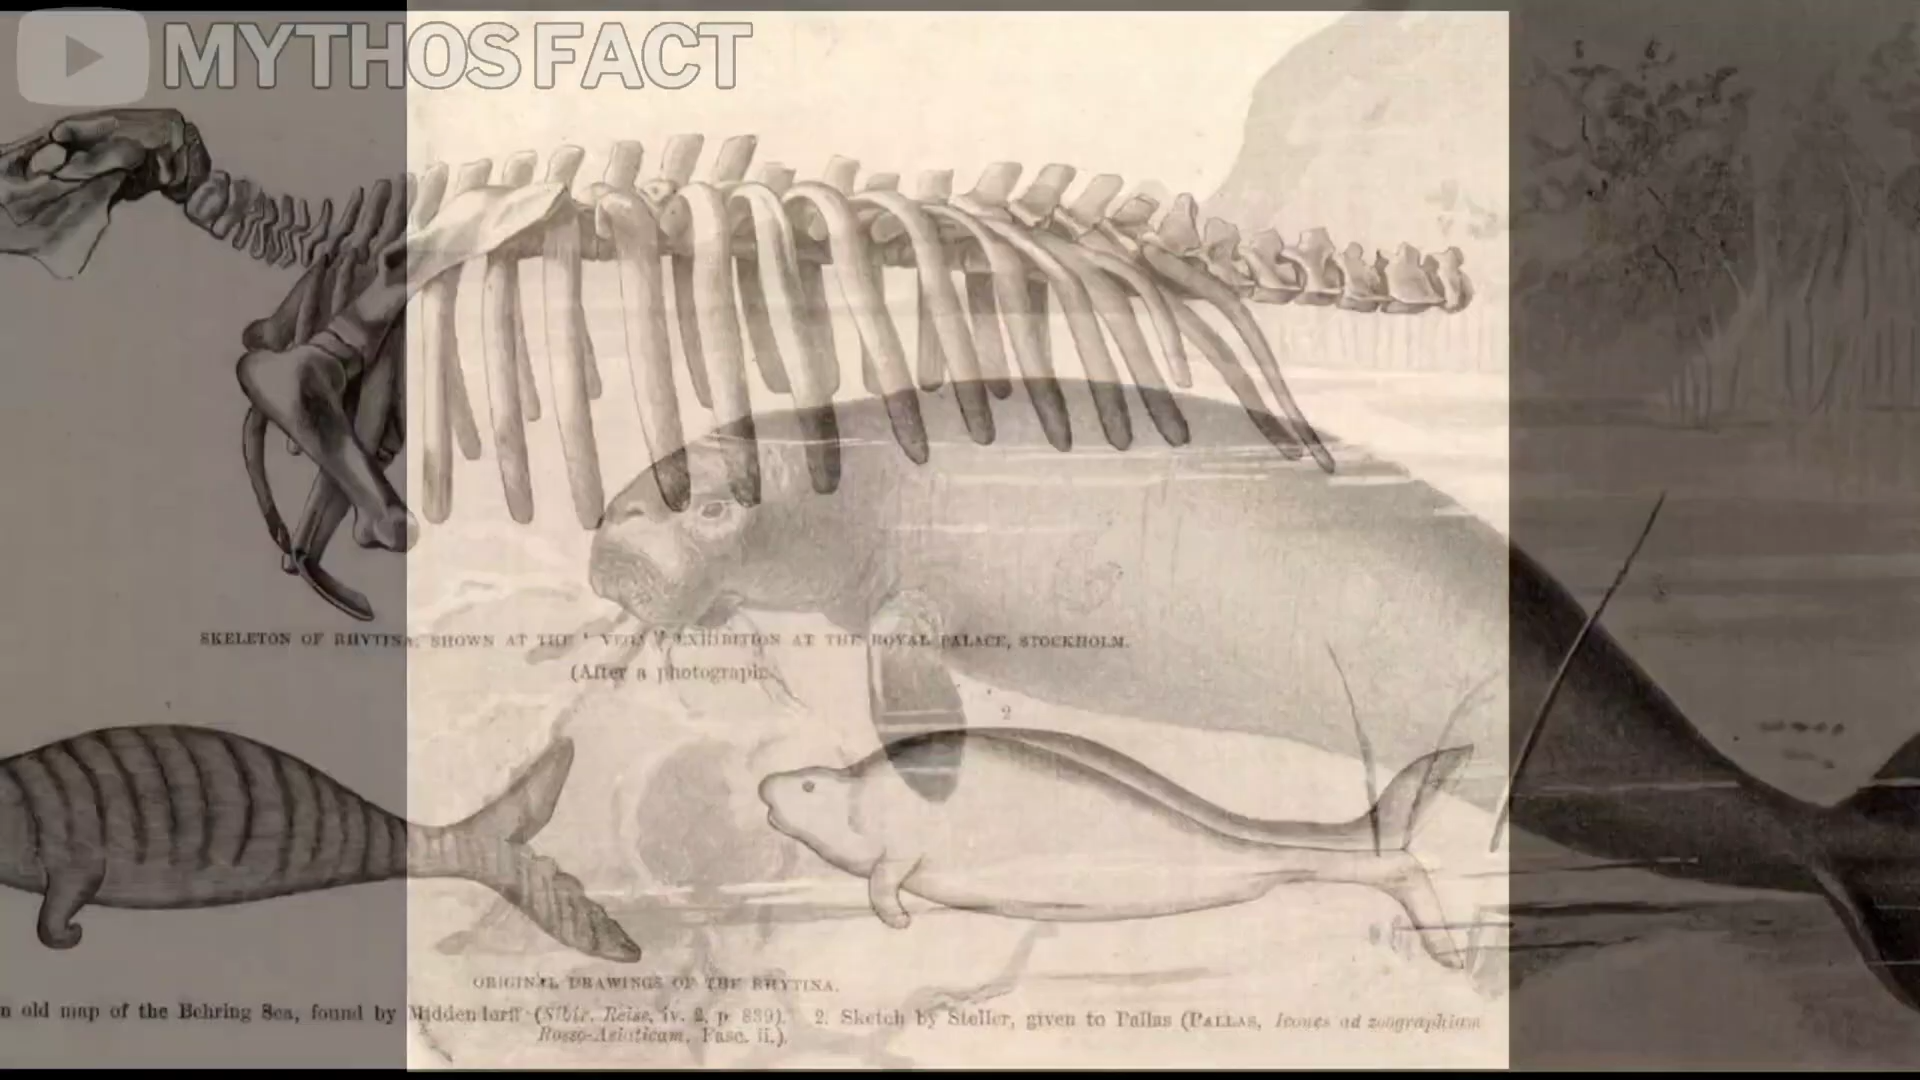 MYTHOS FACT
SKELETON OF RHYTINA, SHOWN AT THE EXHIBITION AT THE ROYAL PALACE, STOCKHOLM.
(After a photograph.
2
ORIGINAL DRAWINGS OF THE RHYTINA.
n old map of the Behring Sea, found by Middendorff (Sibir. Reise, iv. 2, p. 839). 2. Sketch by Steller, given to Pallas (PALLAS, Icones ad zoographiam
Rosso-Asiaticam, Fasc. ii.).